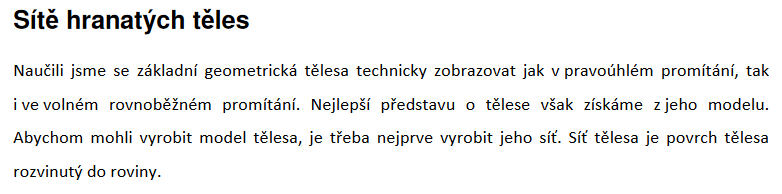 Sítě hranatých těles
Naučili jsme se základní geometrická tělesa technicky zobrazovat jak v pravoúhlém promítání, tak
i ve volném rovnoběžném promítání. Nejlepší představu o tělese však získáme z jeho modelu.
Abychom mohli vyrobit model tělesa, je třeba nejprve vyrobit jeho síť. Síť tělesa je povrch tělesa
rozvinutý do roviny.